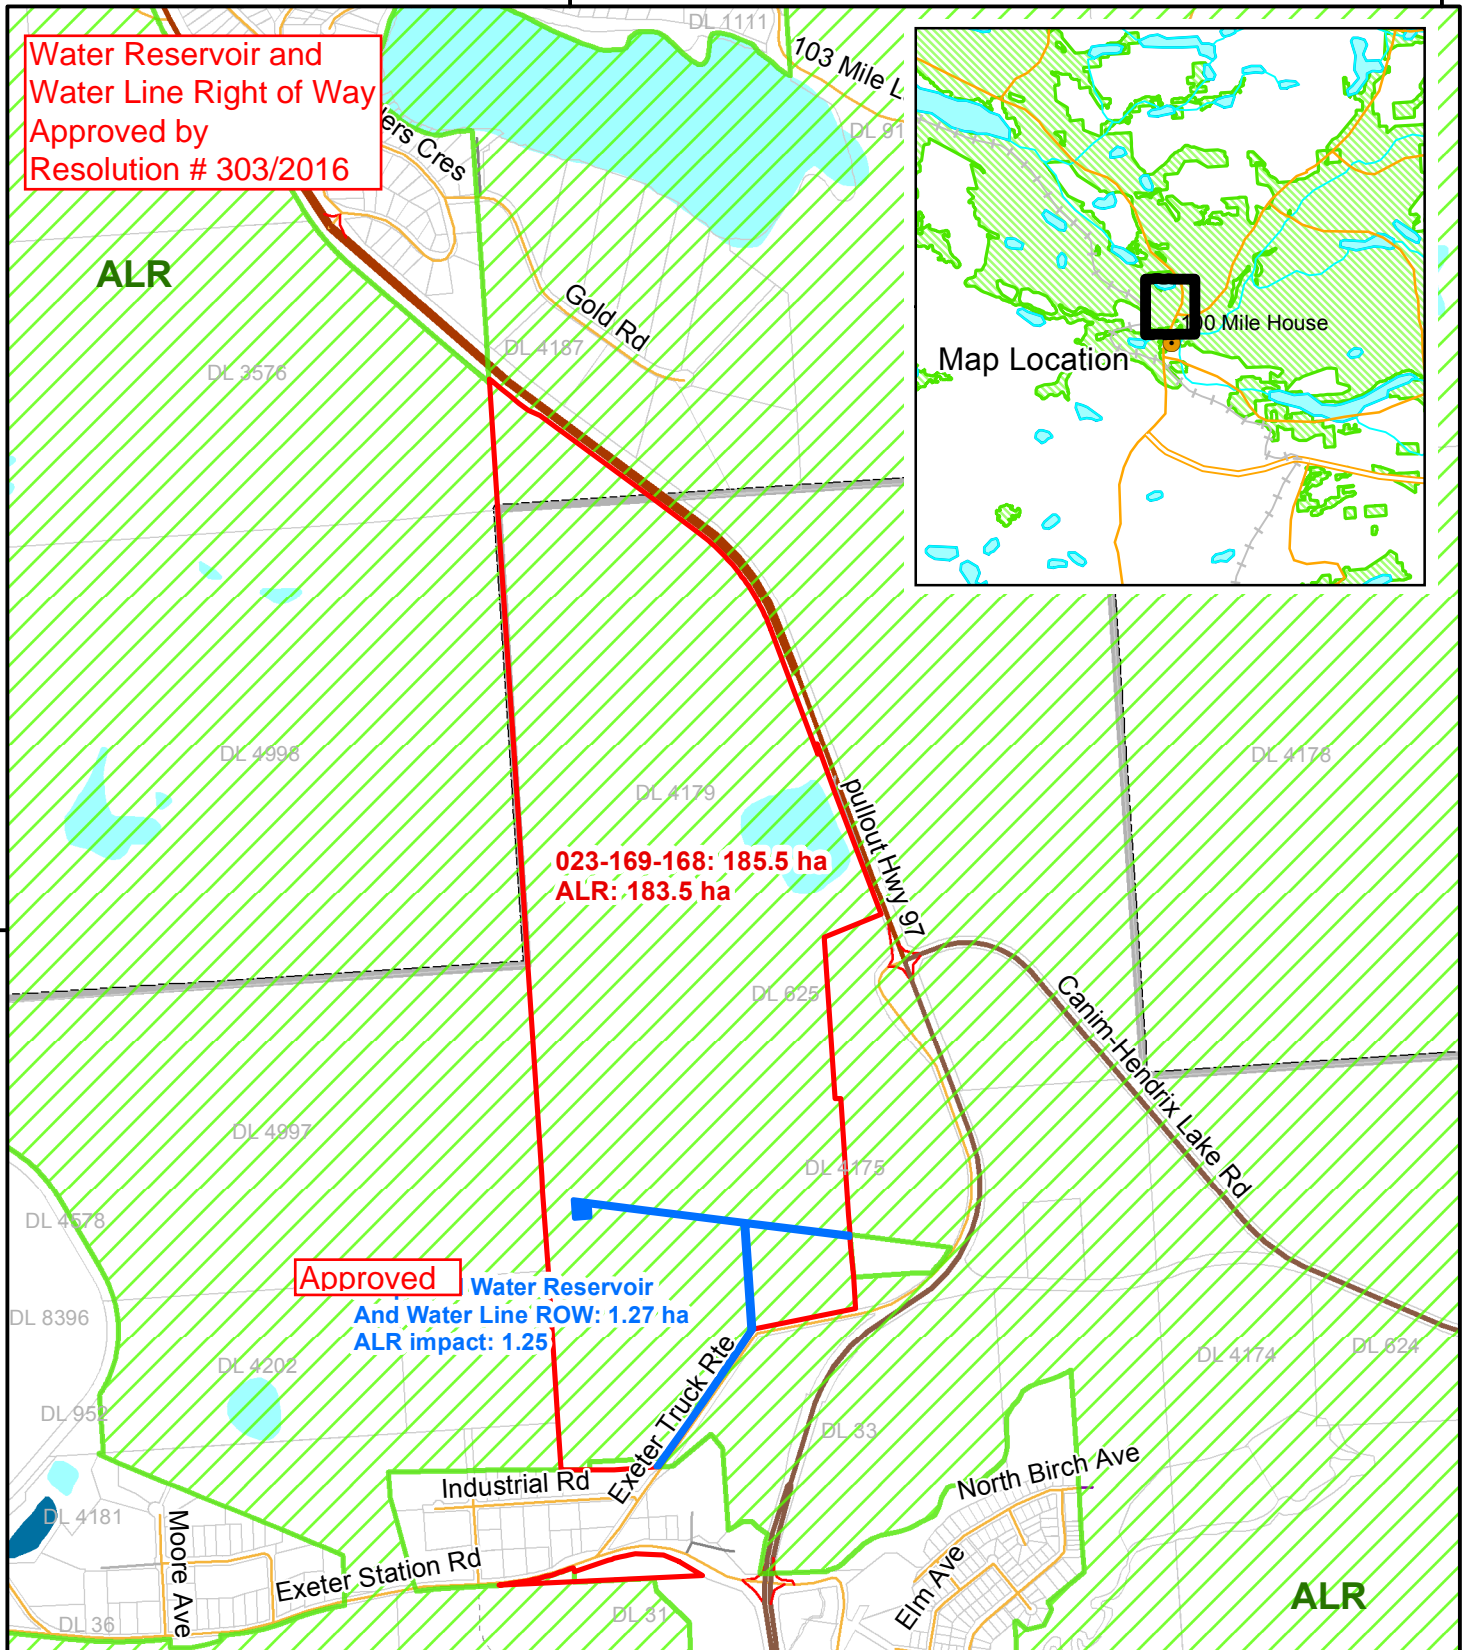 Water Reservoir and
Water Line Right of Way
Approved by
Resolution # 303/2016
DL 1111
103 Mile L
DL 91
ers Cres
ALR
Gold Rd
DL 4187
DL 3576
100 Mile House
Map Location
DL 4998
DL 4179
DL 4178
pullout Hwy 97
023-169-168: 185.5 ha
ALR: 183.5 ha
DL 625
Canim-Hendrix Lake Rd
DL 4997
DL 4175
DL 4578
Approved
Water Reservoir
And Water Line ROW: 1.27 ha
ALR impact: 1.25
DL 8396
DL 4202
DL 4174
DL 624
Exeter Truck Rte
DL 952
DL 33
Industrial Rd
North Birch Ave
DL 4181
Moore Ave
Exeter Station Rd
Elm Ave
ALR
DL 36
DL 31